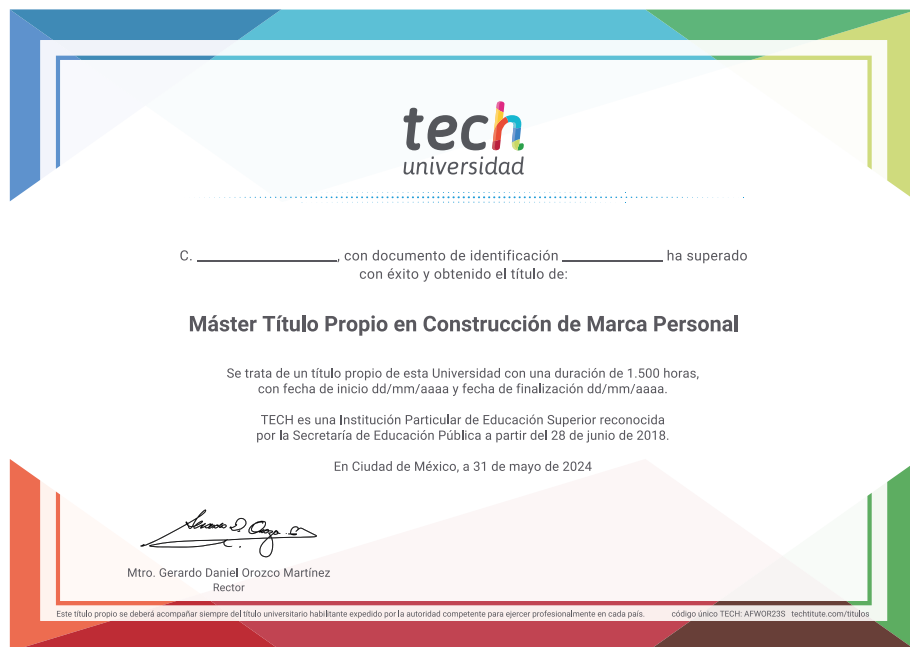 tech
universidad
C. ____________________, con documento de identificación ______________ ha superado
con éxito y obtenido el título de:
Máster Título Propio en Construcción de Marca Personal
Se trata de un título propio de esta Universidad con una duración de 1.500 horas,
con fecha de inicio dd/mm/aaaa y fecha de finalización dd/mm/aaaa.
TECH es una Institución Particular de Educación Superior reconocida
por la Secretaría de Educación Pública a partir del 28 de junio de 2018.
En Ciudad de México, a 31 de mayo de 2024
Mtro. Gerardo Daniel Orozco Martínez
Rector
Este título propio se deberá acompañar siempre del título universitario habilitante expedido por la autoridad competente para ejercer profesionalmente en cada país. código único TECH: AFWOR23S techtitute.com/titulos